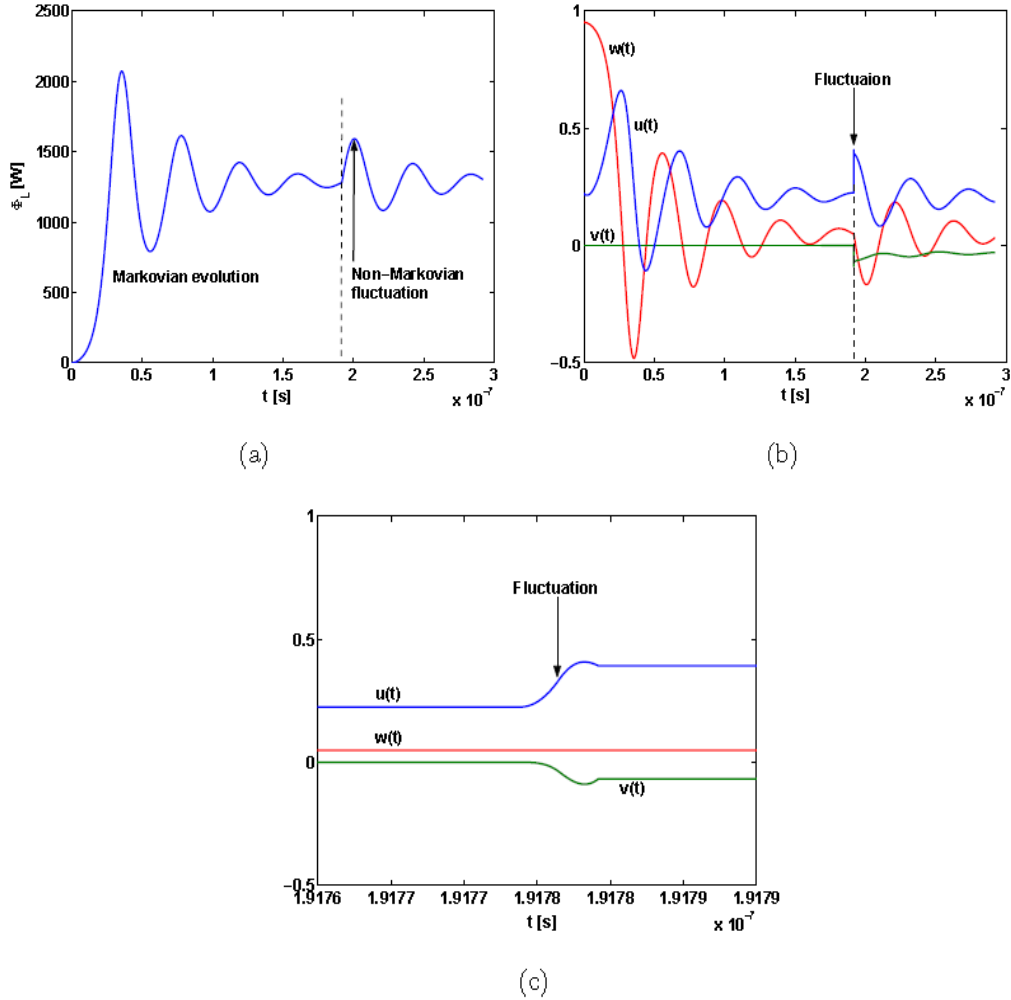 2500
2000
1500
1000
500
0
Φ_L [W]
Markovian evolution
Non-Markovian
fluctuation
0 0.5 1 1.5 2 2.5 3
t [s]
x 10^-7
(a)
1
0.5
0
-0.5
w(t)
u(t)
v(t)
Fluctuaion
0 0.5 1 1.5 2 2.5 3
t [s]
x 10^-7
(b)
1
0.5
0
-0.5
Fluctuation
u(t)
w(t)
v(t)
1.9176 1.9177 1.9177 1.9178 1.9178 1.9179 1.9179
t [s]
x 10^-7
(c)